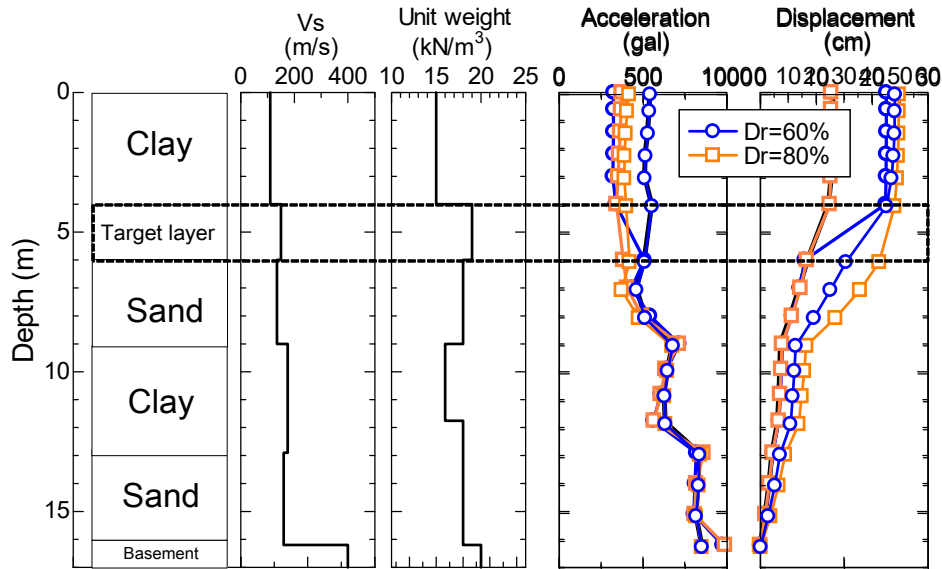 Vs
(m/s)
Unit weight
(kN/m³)
Acceleration
(gal)
Displacement
(cm)
0 200 400
10 15 20 25
0 500 1000
0 10 20 30 40 50 60
Depth (m)
0
5
10
15
Clay
Target layer
Sand
Clay
Sand
Basement
Dr=60%
Dr=80%